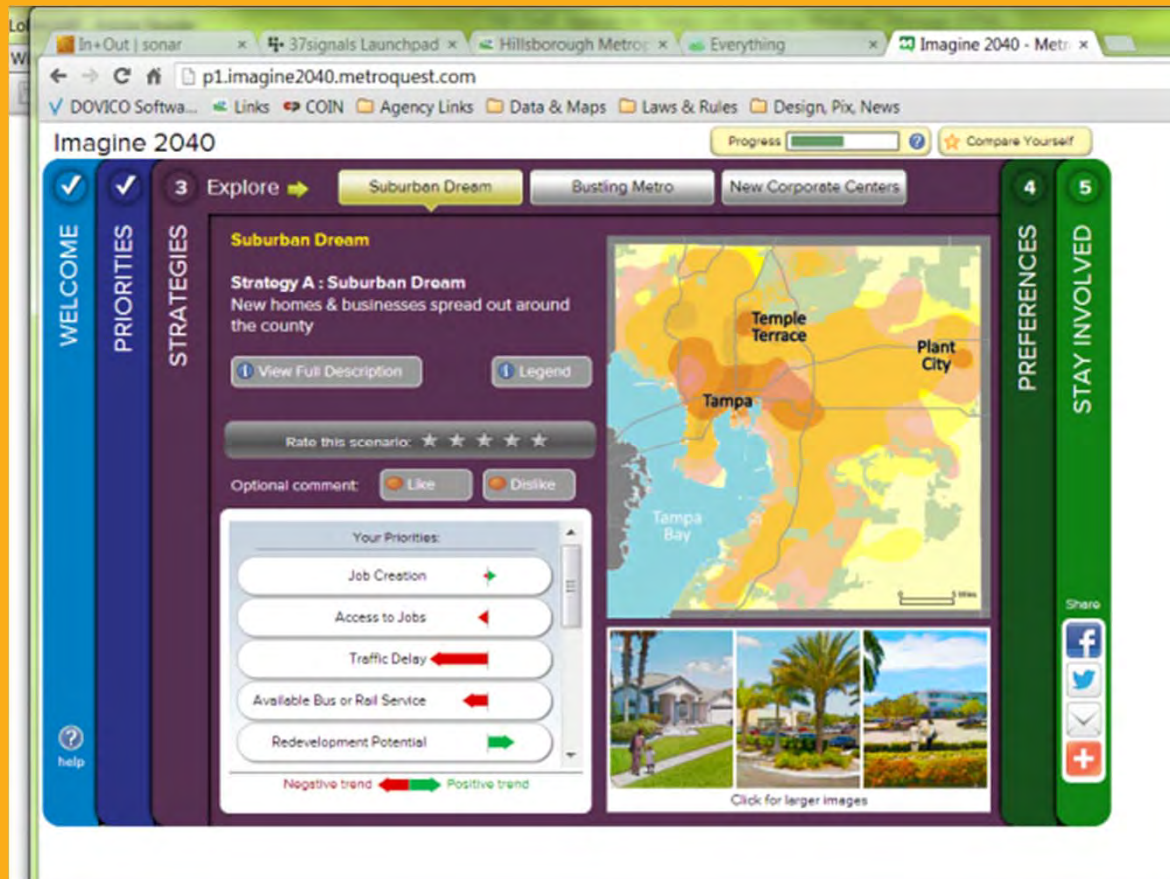 In+Out | sonar
37signals Launchpad
Hillsborough Metrop
Everything
Imagine 2040 - Metr
p1.imagine2040.metroquest.com
DOVICO Softwa...
Links
COIN
Agency Links
Data & Maps
Laws & Rules
Design, Pix, News
Imagine 2040
Progress
?
Compare Yourself
WELCOME
PRIORITIES
3
STRATEGIES
Explore
Suburban Dream
Bustling Metro
New Corporate Centers
4
PREFERENCES
5
STAY INVOLVED
Suburban Dream
Strategy A : Suburban Dream
New homes & businesses spread out around
the county
View Full Description
Legend
Rate this scenario:
Optional comment:
Like
Dislike
Your Priorities:
Job Creation
Access to Jobs
Traffic Delay
Available Bus or Rail Service
Redevelopment Potential
Negative trend
Positive trend
Temple
Terrace
Plant
City
Tampa
Tampa
Bay
0 5 Miles
Click for larger images
Share
?
help